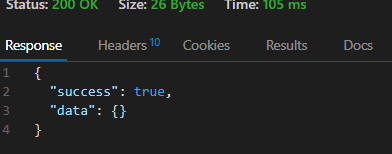 Status: 200 OK Size: 26 Bytes Time: 105 ms
Response Headers 10 Cookies Results Docs
1 {
2 "success": true,
3 "data": {}
4 }